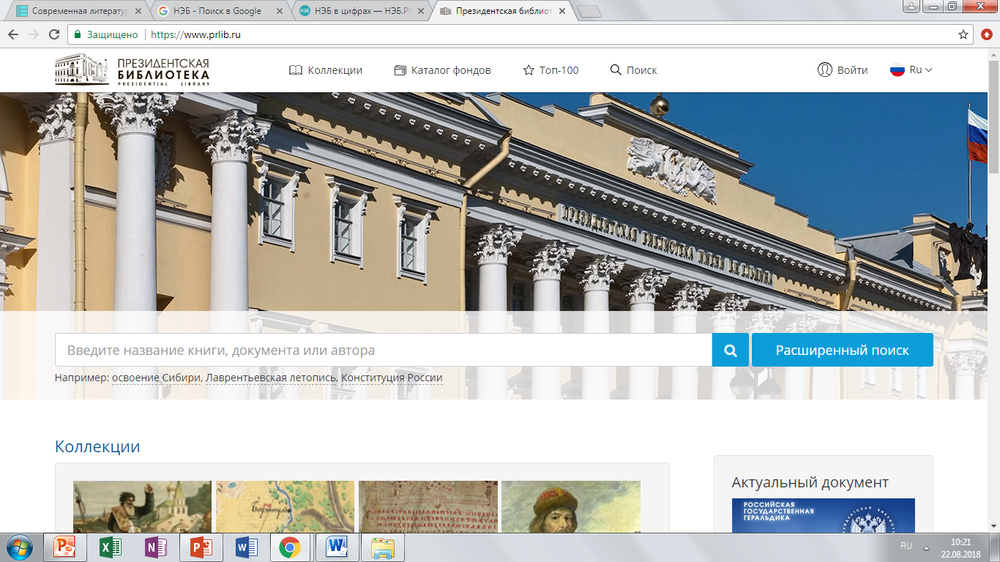 Современная литератур
НЭБ - Поиск в Google
НЭБ в цифрах — НЭБ.РФ
Президентская библиот
Защищено
https://www.prlib.ru
ПРЕЗИДЕНТСКАЯ
БИБЛИОТЕКА
PRESIDENTIAL LIBRARY
Коллекции
Каталог фондов
Топ-100
Поиск
Войти
Ru
Введите название книги, документа или автора
Расширенный поиск
Например: освоение Сибири, Лаврентьевская летопись, Конституция России
Коллекции
Актуальный документ
РОССИЙСКАЯ
ГОСУДАРСТВЕННАЯ
ГЕРАЛЬДИКА
RU
10:21
22.08.2018